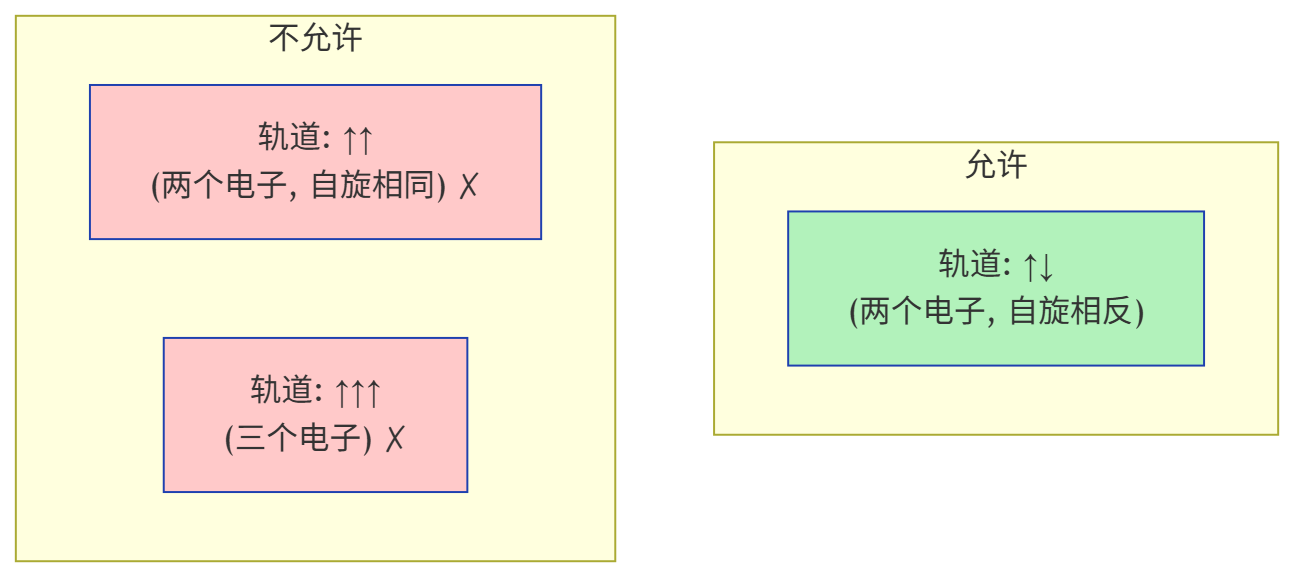 不允许
轨道: ↑↑
(两个电子, 自旋相同) ✗
轨道: ↑↑↑
(三个电子) ✗
允许
轨道: ↑↓
(两个电子, 自旋相反)